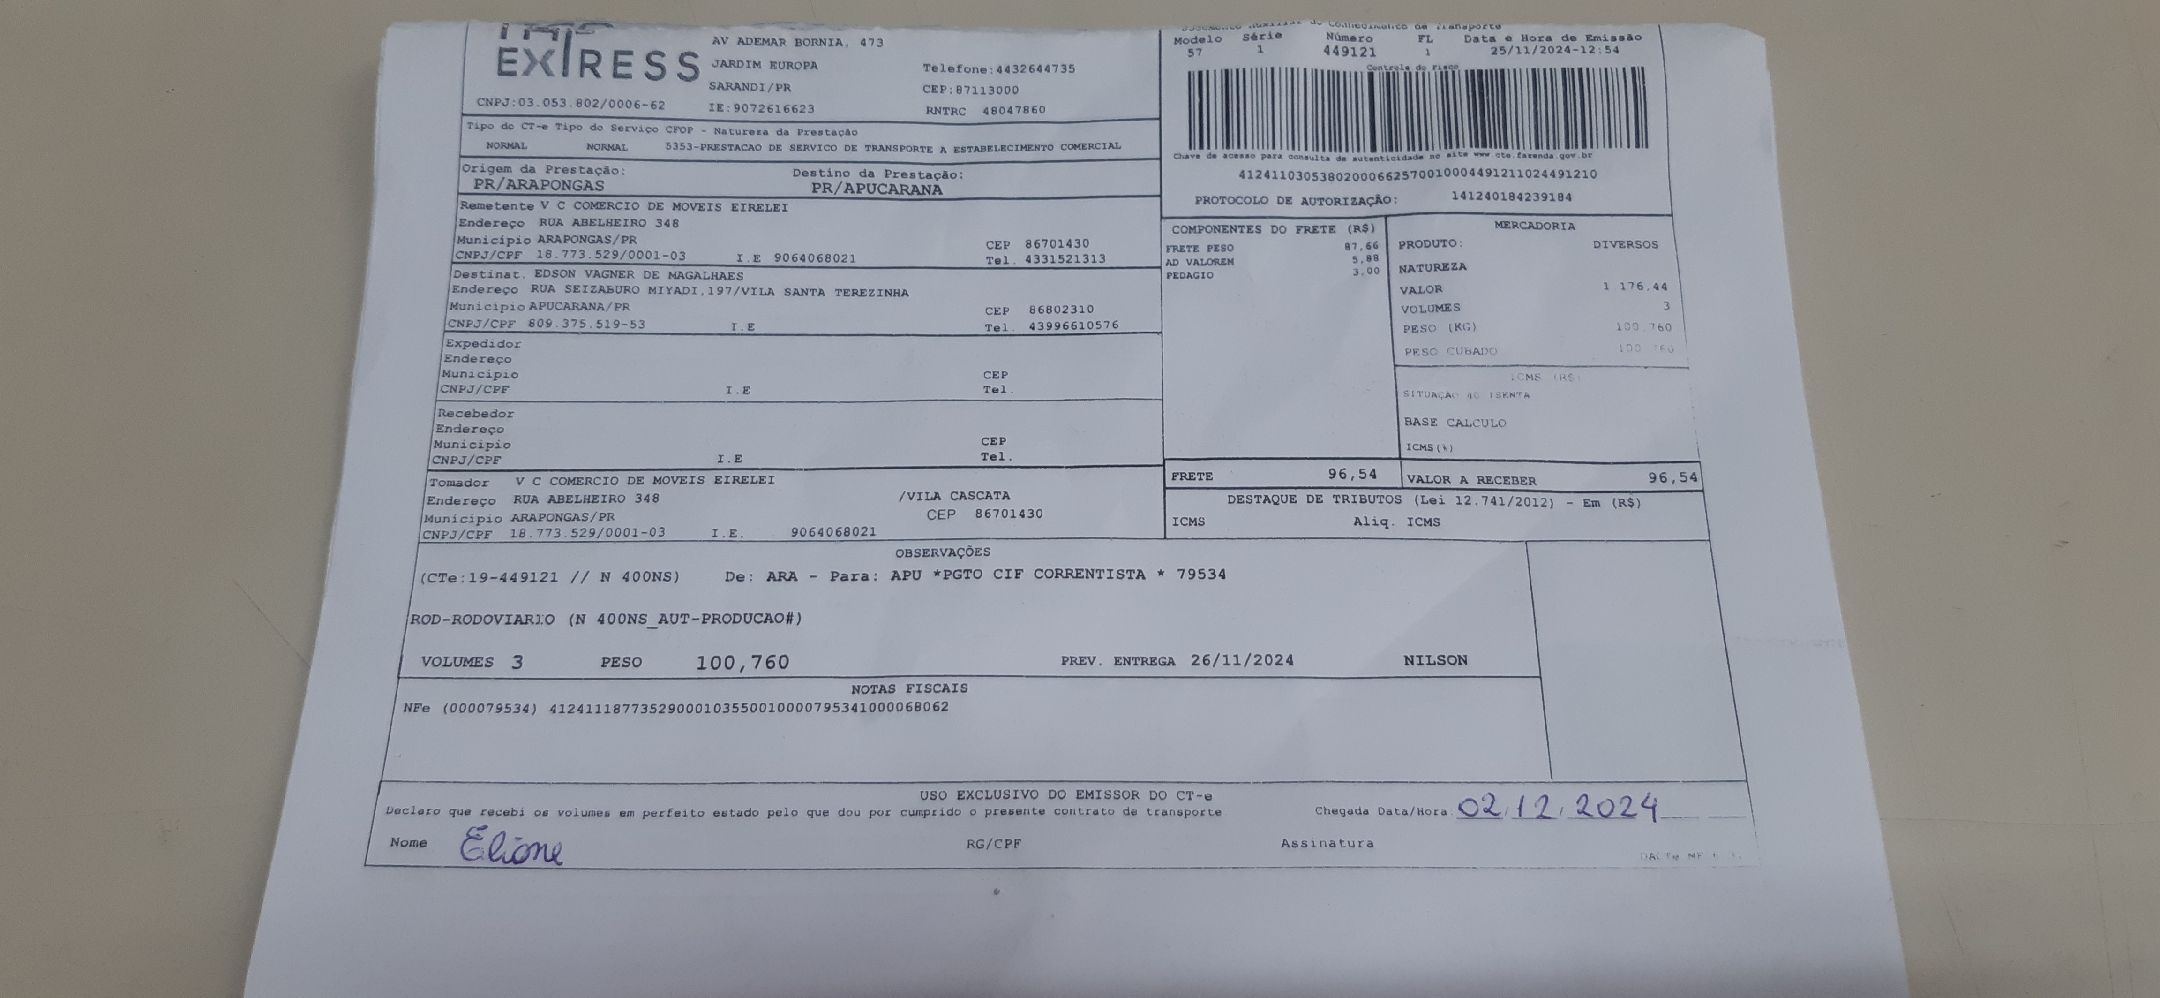 EXPRESS
AV ADEMAR BORNIA, 473
JARDIM EUROPA
SARANDI/PR
Telefone:4432644735
CEP:87113000
CNPJ:03.053.802/0006-62
IE:9072616623
RNTRC 48047860
Modelo Série Número FL Data e Hora de Emissão
57 1 449121 1 25/11/2024-12:54
Controle do Fisco
Tipo do CT-e Tipo do Serviço CFOP - Natureza da Prestação
NORMAL NORMAL 5353-PRESTACAO DE SERVICO DE TRANSPORTE A ESTABELECIMENTO COMERCIAL
Chave de acesso para consulta de autenticidade no site www.cte.fazenda.gov.br
41241103053802000662570010004491211024491210
PROTOCOLO DE AUTORIZAÇÃO: 141240184239184
Origem da Prestação: Destino da Prestação:
PR/ARAPONGAS PR/APUCARANA
Remetente V C COMERCIO DE MOVEIS EIRELEI
Endereço RUA ABELHEIRO 348
Município ARAPONGAS/PR CEP 86701430
CNPJ/CPF 18.773.529/0001-03 I.E 9064068021 Tel. 4331521313
Destinat. EDSON VAGNER DE MAGALHAES
Endereço RUA SEIZABURO MIYADI,197/VILA SANTA TEREZINHA
Município APUCARANA/PR CEP 86802310
CNPJ/CPF 809.375.519-53 I.E Tel. 43996610576
Expedidor
Endereço
Município CEP
CNPJ/CPF I.E Tel.
Recebedor
Endereço
Município CEP
CNPJ/CPF I.E Tel.
Tomador V C COMERCIO DE MOVEIS EIRELEI
Endereço RUA ABELHEIRO 348 /VILA CASCATA
Município ARAPONGAS/PR CEP 86701430
CNPJ/CPF 18.773.529/0001-03 I.E. 9064068021
COMPONENTES DO FRETE (R$)
FRETE PESO 87,66
AD VALOREM 5,88
PEDAGIO 3,00
MERCADORIA
PRODUTO: DIVERSOS
NATUREZA
VALOR 1 176,44
VOLUMES 3
PESO (KG) 100,760
PESO CUBADO 100,760
ICMS (R$)
SITUAÇÃO 40 ISENTA
BASE CALCULO
ICMS(%)
FRETE 96,54 VALOR A RECEBER 96,54
DESTAQUE DE TRIBUTOS (Lei 12.741/2012) - Em (R$)
ICMS Aliq. ICMS
OBSERVAÇÕES
(CTe:19-449121 // N 400NS) De: ARA - Para: APU *PGTO CIF CORRENTISTA * 79534
ROD-RODOVIARIO (N 400NS_AUT-PRODUCAO#)
VOLUMES 3 PESO 100,760 PREV. ENTREGA 26/11/2024 NILSON
NOTAS FISCAIS
NFe (000079534) 41241118773529000103550010000795341000068062
USO EXCLUSIVO DO EMISSOR DO CT-e
Declaro que recebi os volumes em perfeito estado pelo que dou por cumprido o presente contrato de transporte
Chegada Data/Hora. 02.12.2024
Nome Eliane RG/CPF Assinatura